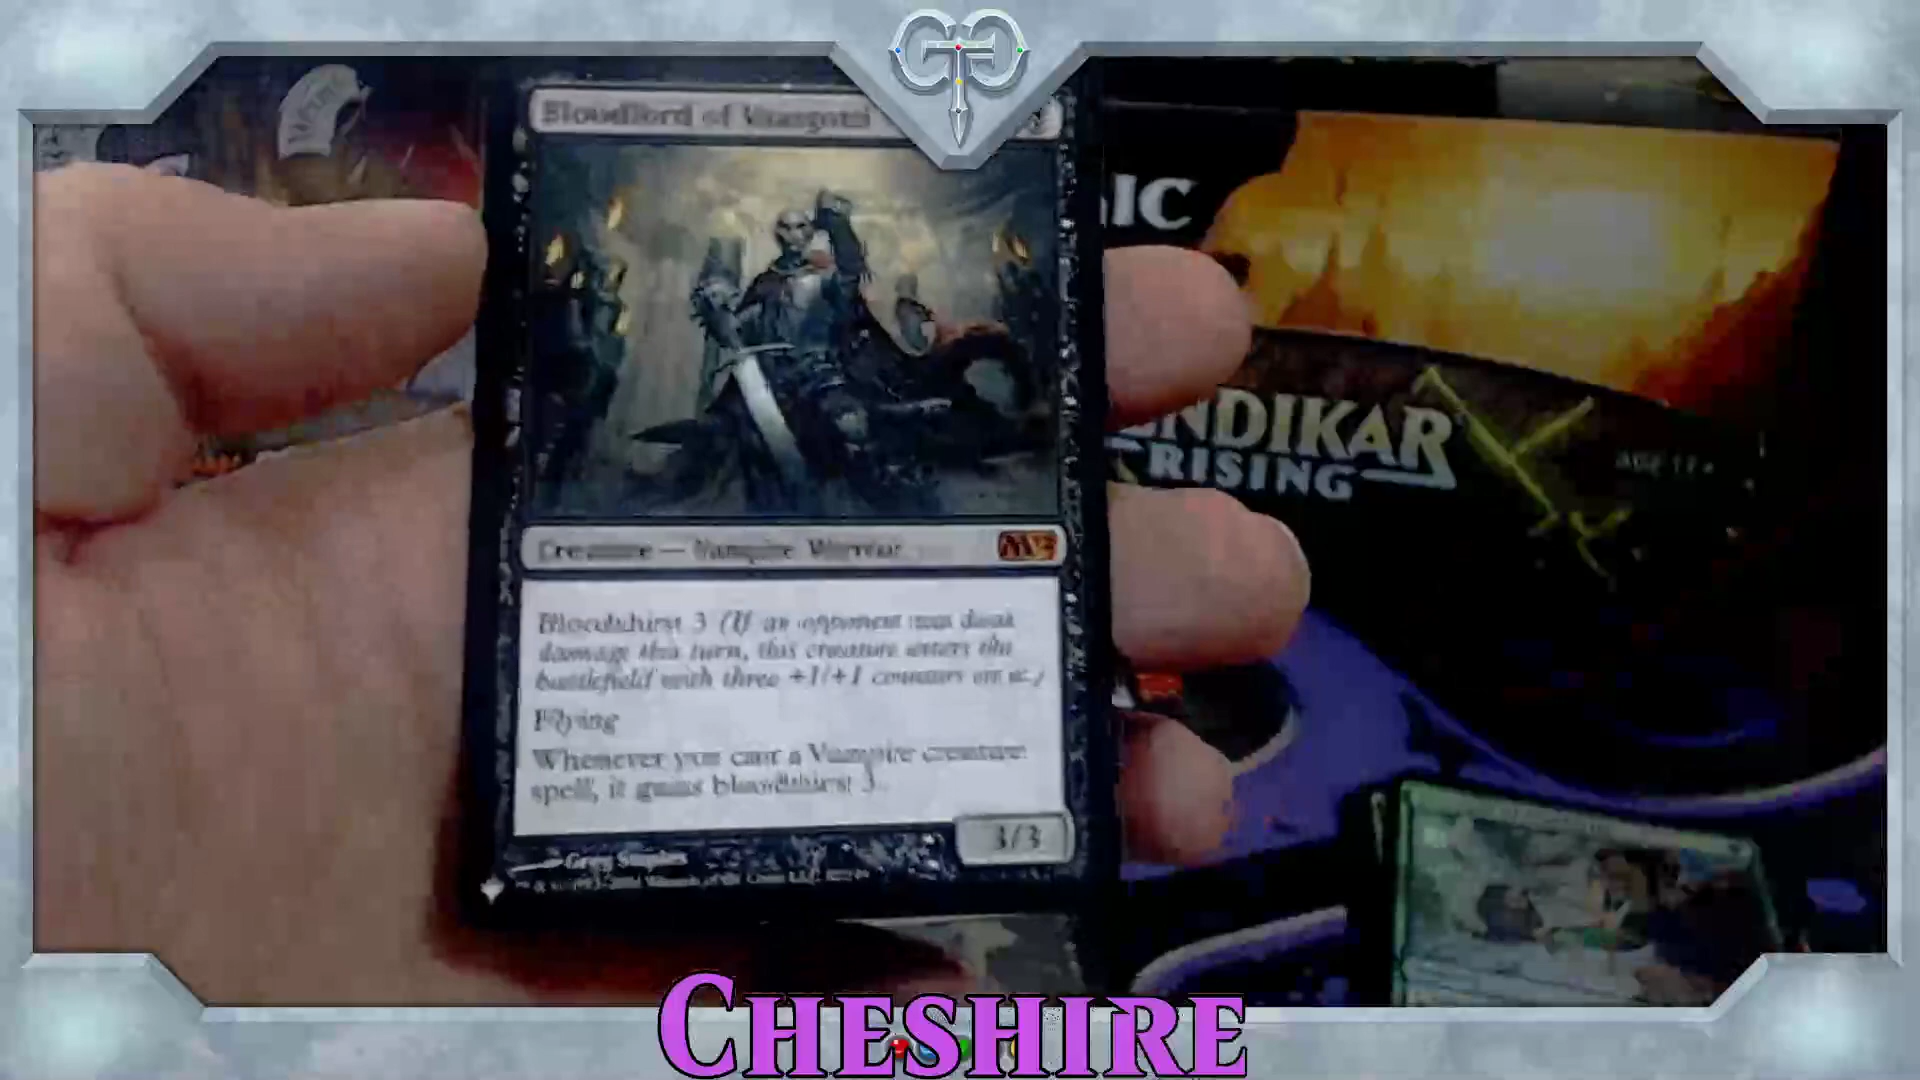 Bloodlord of Vaasgoth
IC
ENDIKAR
RISING
Creature — Vampire Warrior
M12
Bloodthirst 3 (If an opponent was dealt
damage this turn, this creature enters the
battlefield with three +1/+1 counters on it.)
Flying
Whenever you cast a Vampire creature
spell, it gains bloodthirst 3.
3/3
Greg Staples
CHESHIRE